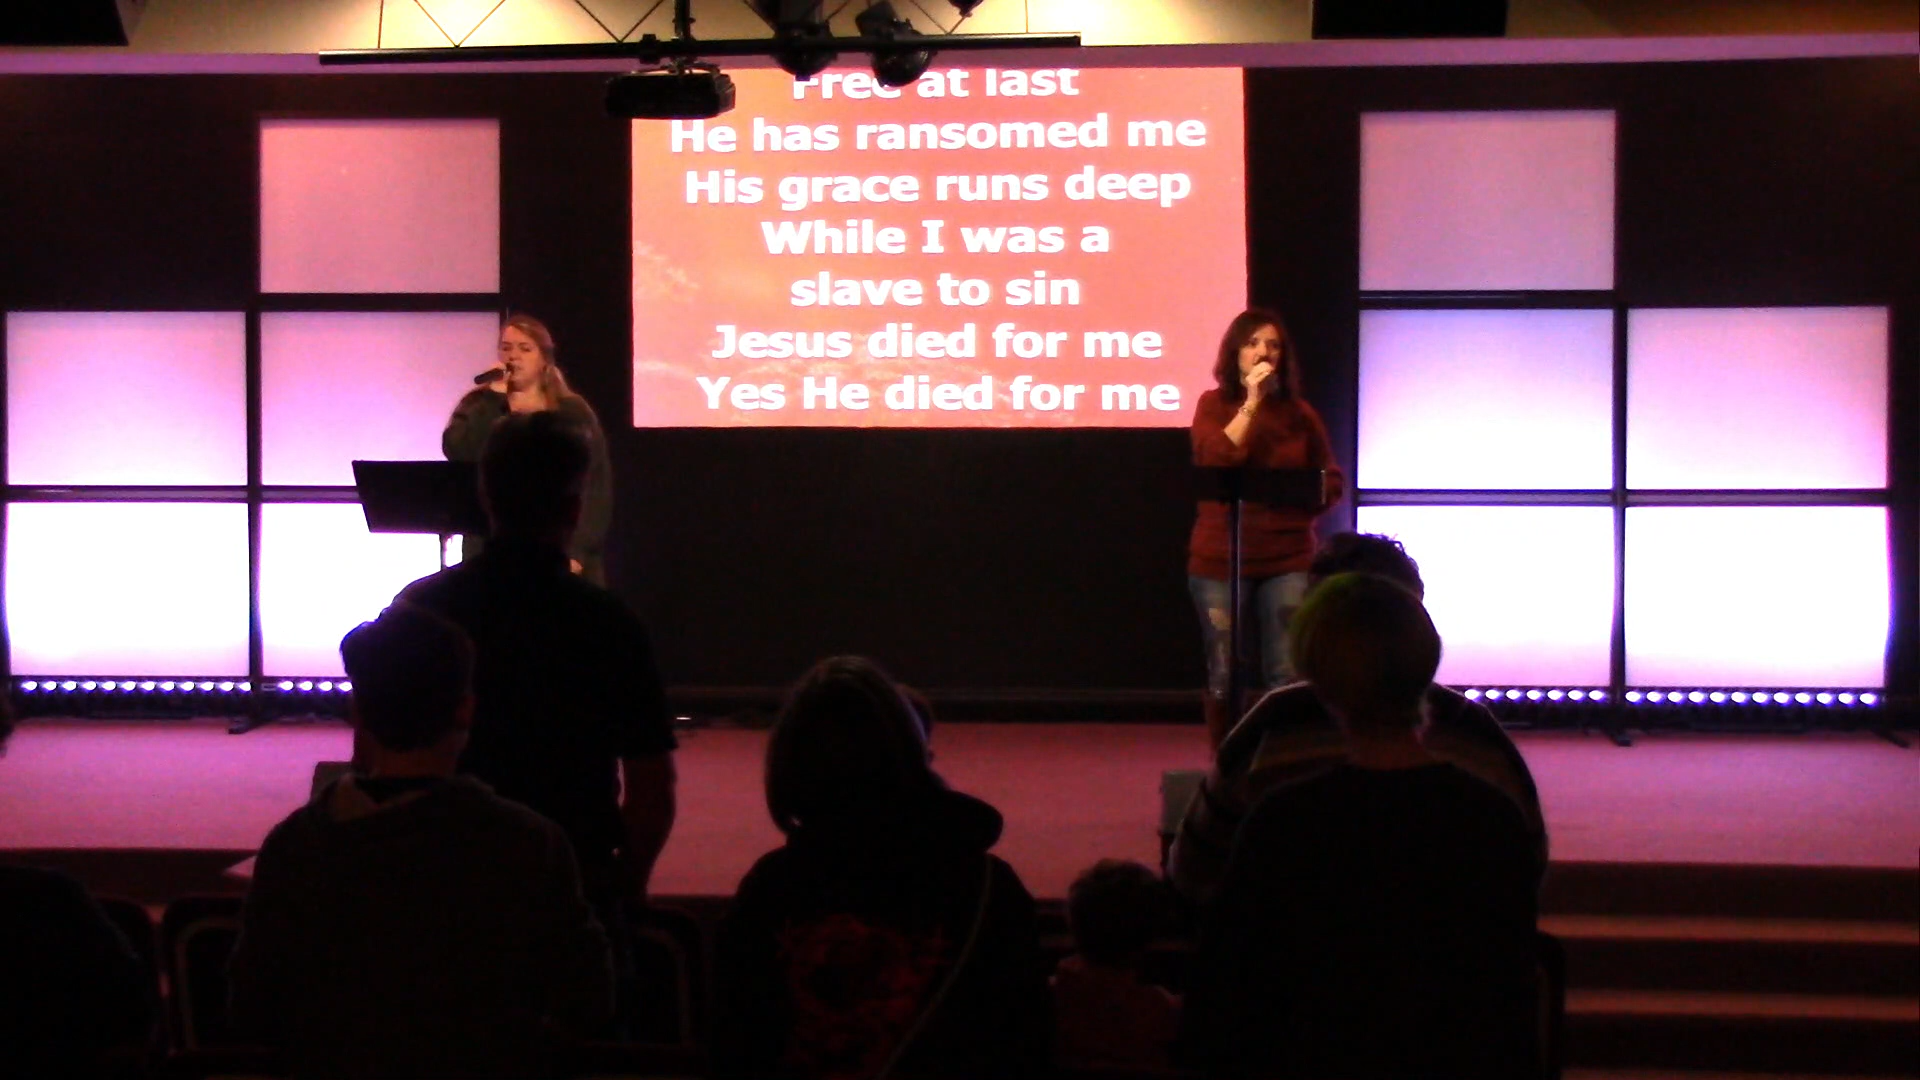 Free at last
He has ransomed me
His grace runs deep
While I was a
slave to sin
Jesus died for me
Yes He died for me